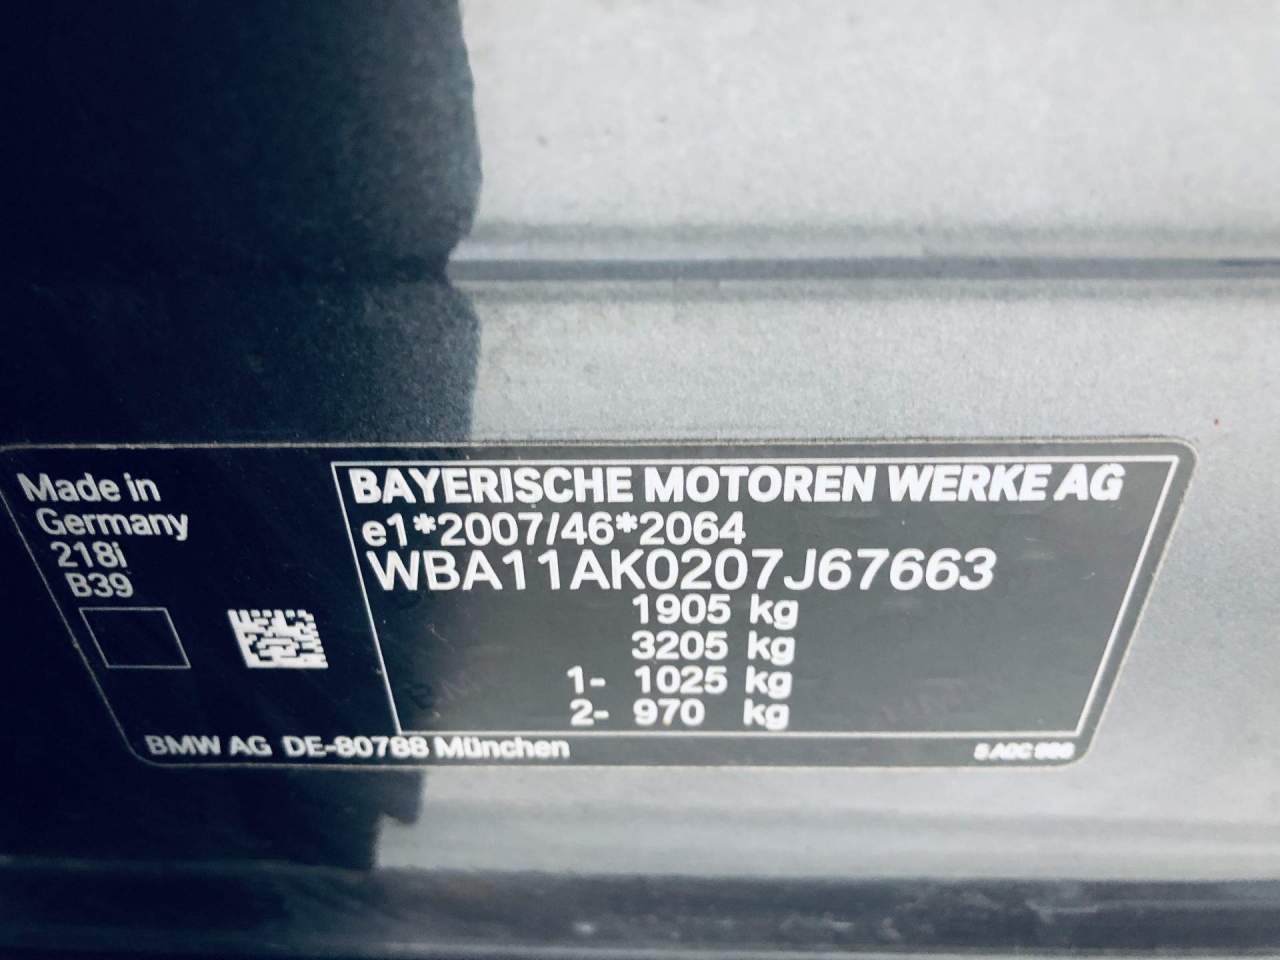 Made in
Germany
218i
B39
BAYERISCHE MOTOREN WERKE AG
e1*2007/46*2064
WBA11AK0207J67663
1905 kg
3205 kg
1- 1025 kg
2- 970 kg
BMW AG DE-80788 München